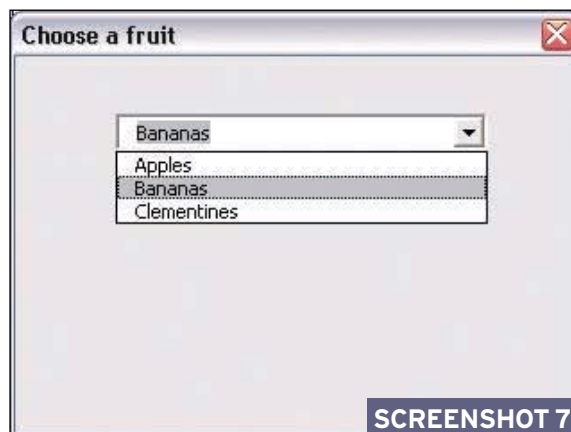 Choose a fruit
Bananas
Apples
Bananas
Clementines
SCREENSHOT 7